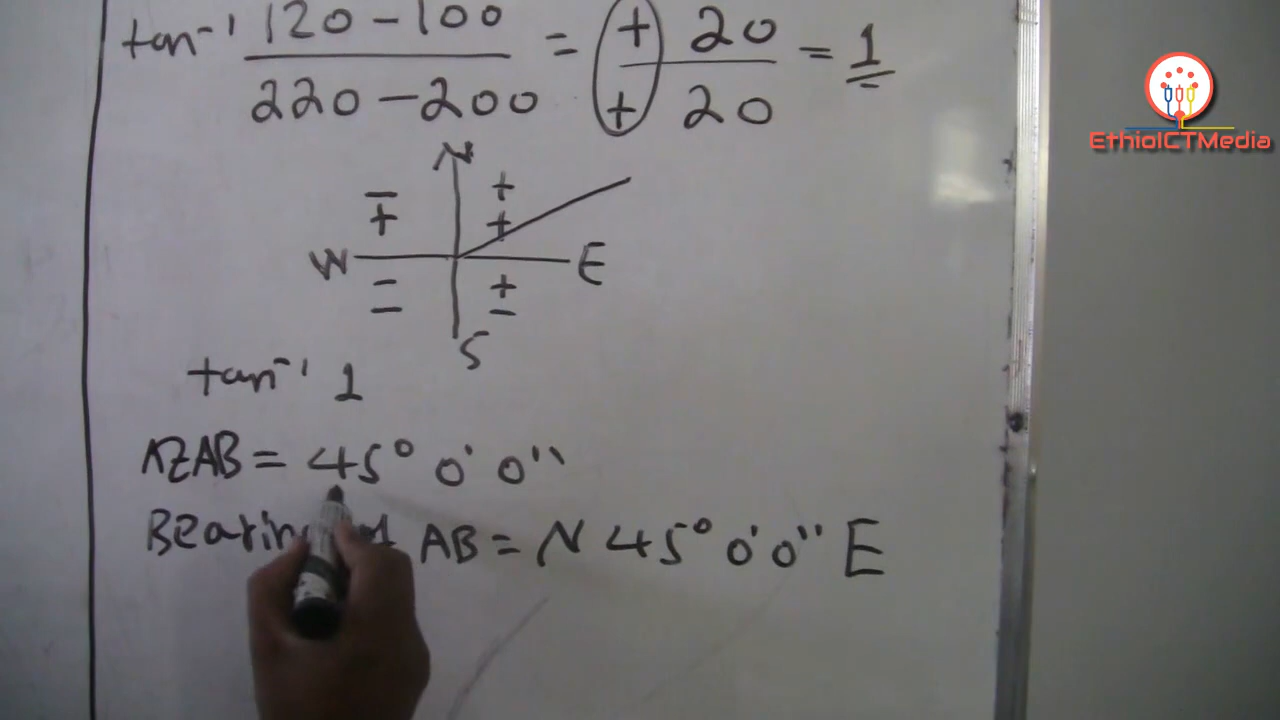 tan⁻¹ 120 - 100 / 220 - 200 = + 20 / + 20 = 1
EthioICTMedia
N
- +
+ +
W E
- +
- -
S
tan⁻¹ 1
AZAB = 45° 0' 0''
Bearing AB = N 45° 0' 0'' E